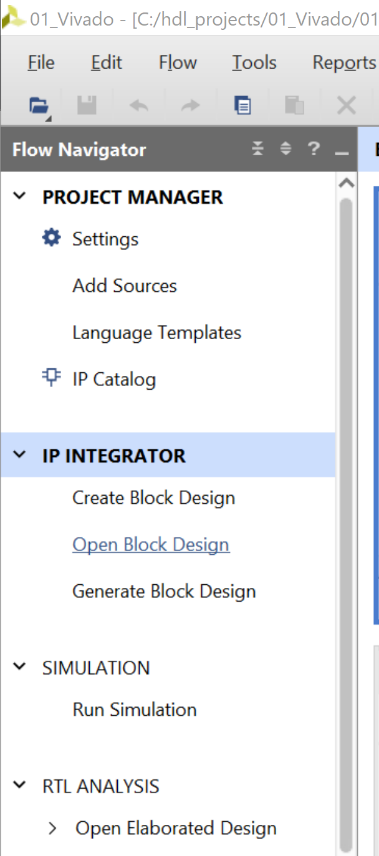 01_Vivado - [C:/hdl_projects/01_Vivado/01
File Edit Flow Tools Reports
Flow Navigator ?
PROJECT MANAGER
Settings
Add Sources
Language Templates
IP Catalog
IP INTEGRATOR
Create Block Design
Open Block Design
Generate Block Design
SIMULATION
Run Simulation
RTL ANALYSIS
Open Elaborated Design